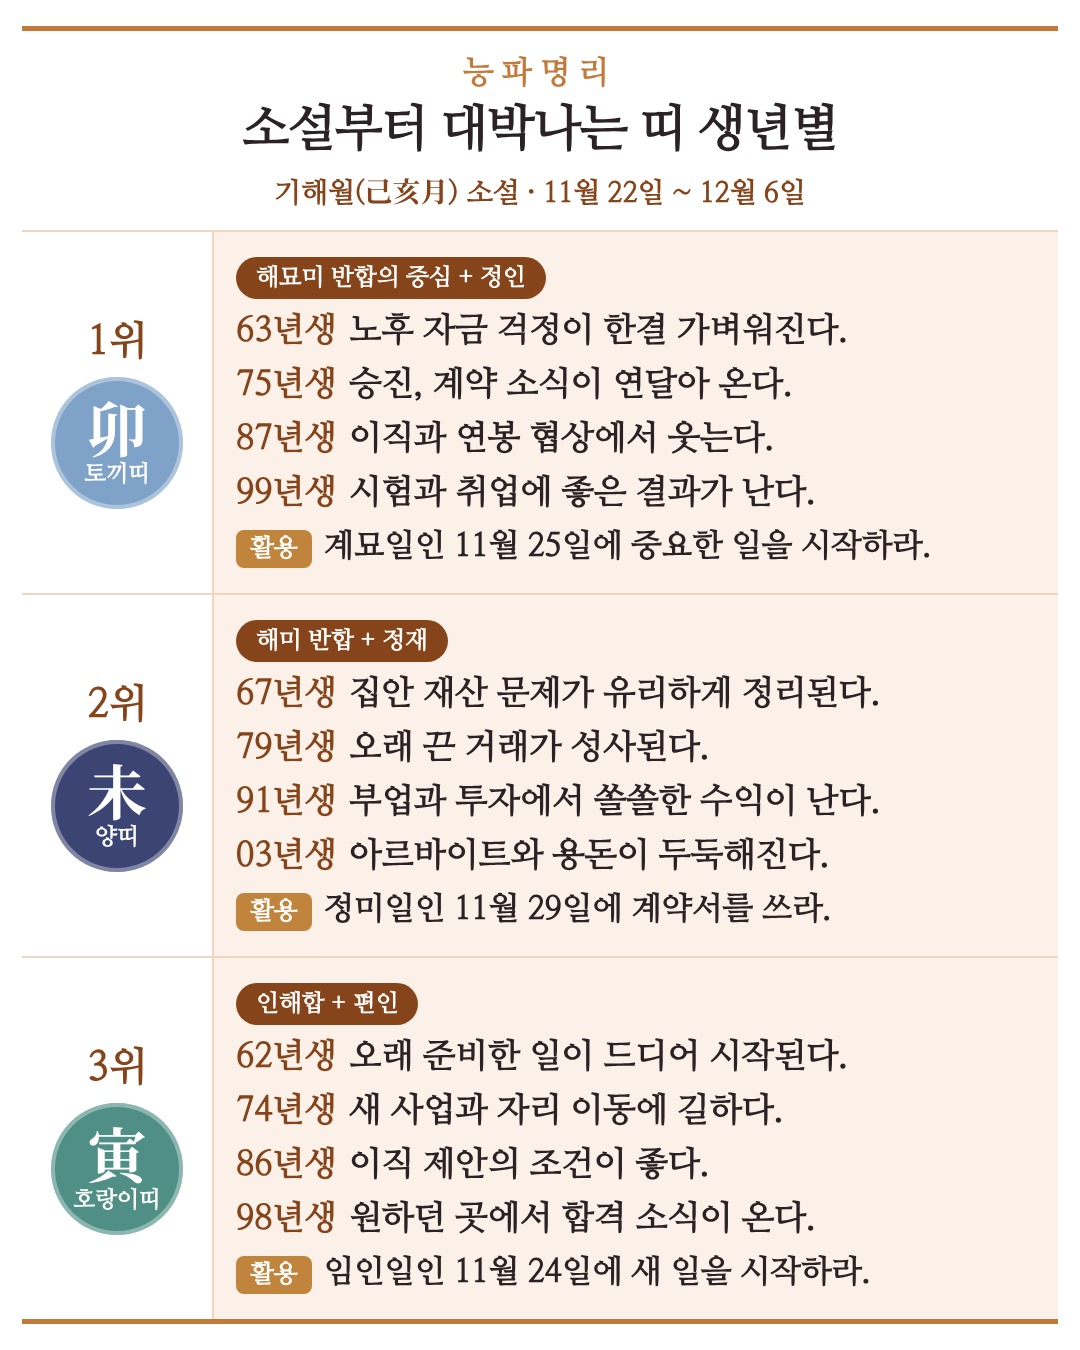 능파명리
소설부터 대박나는 띠 생년별
기해월(己亥月) 소설 · 11월 22일 ~ 12월 6일
1위
卯
토끼띠
해묘미 반합의 중심 + 정인
63년생 노후 자금 걱정이 한결 가벼워진다.
75년생 승진, 계약 소식이 연달아 온다.
87년생 이직과 연봉 협상에서 웃는다.
99년생 시험과 취업에 좋은 결과가 난다.
활용 계묘일인 11월 25일에 중요한 일을 시작하라.
2위
未
양띠
해미 반합 + 정재
67년생 집안 재산 문제가 유리하게 정리된다.
79년생 오래 끈 거래가 성사된다.
91년생 부업과 투자에서 쏠쏠한 수익이 난다.
03년생 아르바이트와 용돈이 두둑해진다.
활용 정미일인 11월 29일에 계약서를 쓰라.
3위
寅
호랑이띠
인해합 + 편인
62년생 오래 준비한 일이 드디어 시작된다.
74년생 새 사업과 자리 이동에 길하다.
86년생 이직 제안의 조건이 좋다.
98년생 원하던 곳에서 합격 소식이 온다.
활용 임인일인 11월 24일에 새 일을 시작하라.